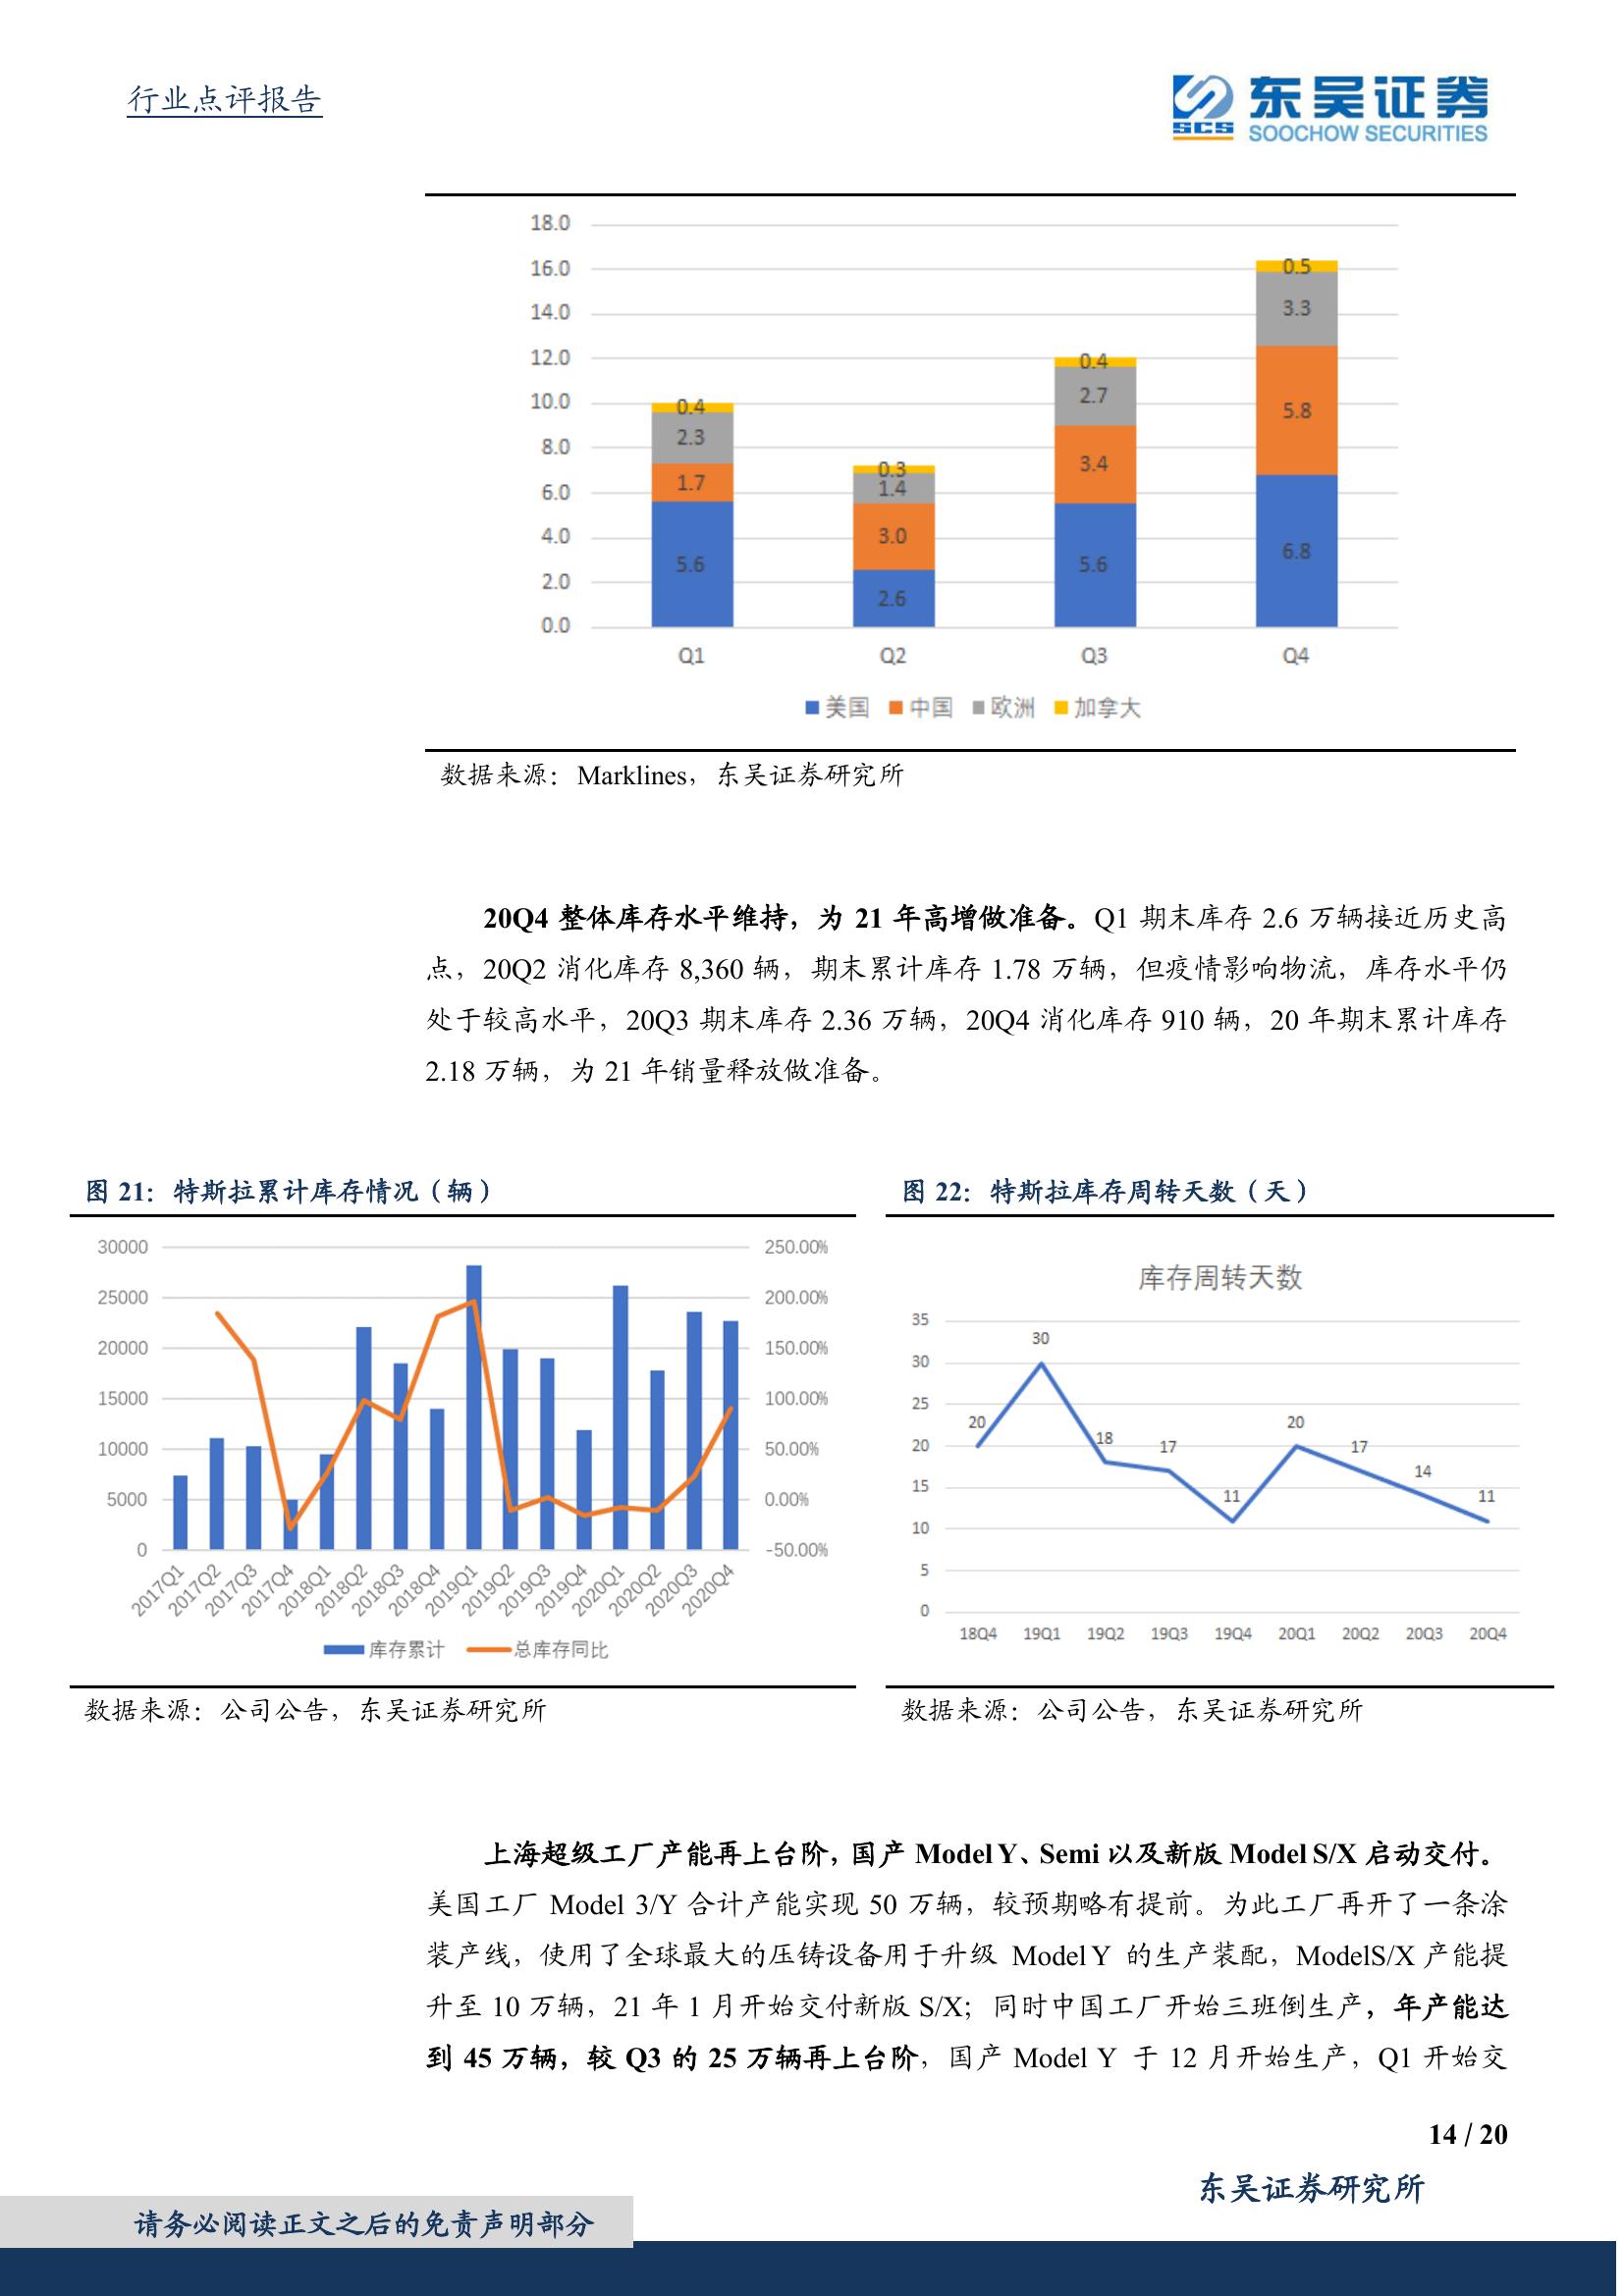 行业点评报告
东吴证券
SCS
SOOCHOW SECURITIES
18.0
16.0
14.0
12.0
10.0
8.0
6.0
4.0
2.0
0.0
0.4
2.3
1.7
5.6
0.3
1.4
3.0
2.6
0.4
2.7
3.4
5.6
0.5
3.3
5.8
6.8
Q1 Q2 Q3 Q4
美国 中国 欧洲 加拿大
数据来源：Marklines，东吴证券研究所
20Q4 整体库存水平维持，为 21 年高增做准备。Q1 期末库存 2.6 万辆接近历史高
点，20Q2 消化库存 8,360 辆，期末累计库存 1.78 万辆，但疫情影响物流，库存水平仍
处于较高水平，20Q3 期末库存 2.36 万辆，20Q4 消化库存 910 辆，20 年期末累计库存
2.18 万辆，为 21 年销量释放做准备。
图 21：特斯拉累计库存情况（辆）
30000
25000
20000
15000
10000
5000
0
250.00%
200.00%
150.00%
100.00%
50.00%
0.00%
-50.00%
2017Q1 2017Q2 2017Q3 2017Q4 2018Q1 2018Q2 2018Q3 2018Q4 2019Q1 2019Q2 2019Q3 2019Q4 2020Q1 2020Q2 2020Q3 2020Q4
库存累计 总库存同比
数据来源：公司公告，东吴证券研究所
图 22：特斯拉库存周转天数（天）
库存周转天数
35
30
25
20
15
10
5
0
20 30 18 17 11 20 17 14 11
18Q4 19Q1 19Q2 19Q3 19Q4 20Q1 20Q2 20Q3 20Q4
数据来源：公司公告，东吴证券研究所
上海超级工厂产能再上台阶，国产 Model Y、Semi 以及新版 Model S/X 启动交付。
美国工厂 Model 3/Y 合计产能实现 50 万辆，较预期略有提前。为此工厂再开了一条涂
装产线，使用了全球最大的压铸设备用于升级 Model Y 的生产装配，ModelS/X 产能提
升至 10 万辆，21 年 1 月开始交付新版 S/X；同时中国工厂开始三班倒生产，年产能达
到 45 万辆，较 Q3 的 25 万辆再上台阶，国产 Model Y 于 12 月开始生产，Q1 开始交
14 / 20
东吴证券研究所
请务必阅读正文之后的免责声明部分